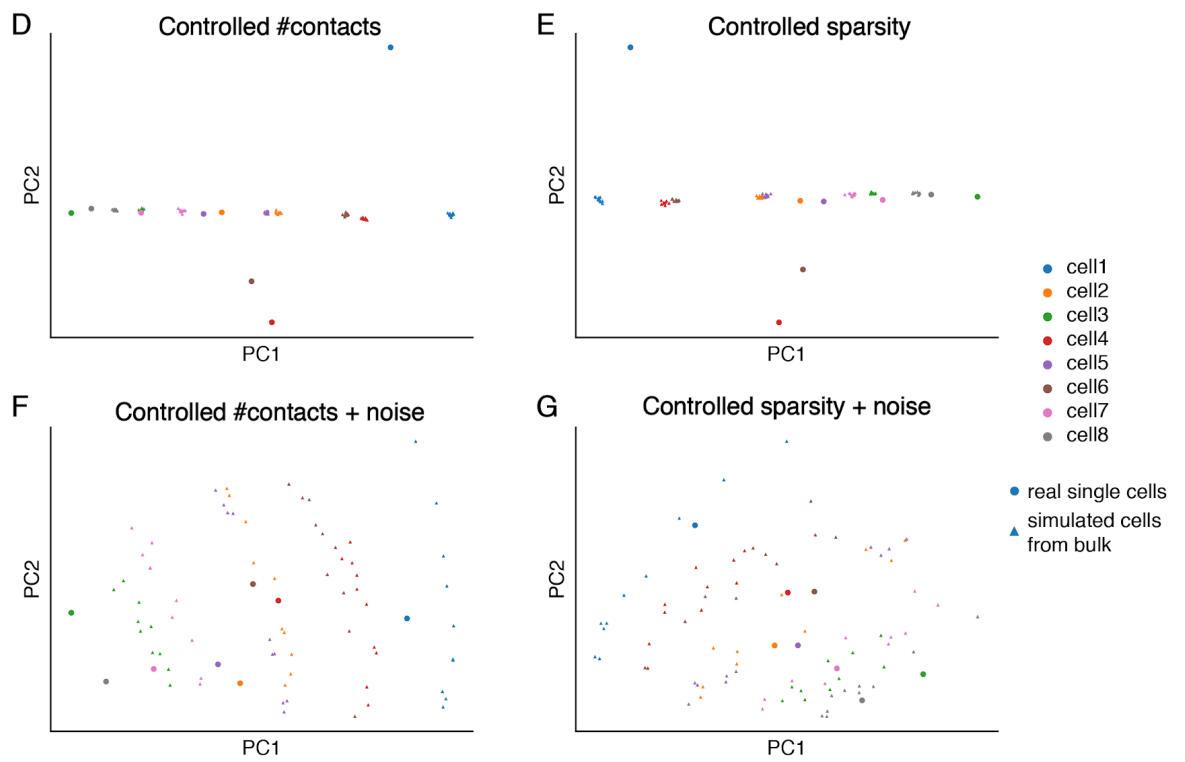 D
Controlled #contacts
PC2
PC1
E
Controlled sparsity
PC2
PC1
cell1
cell2
cell3
cell4
cell5
cell6
cell7
cell8
real single cells
simulated cells
from bulk
F
Controlled #contacts + noise
PC2
PC1
G
Controlled sparsity + noise
PC2
PC1